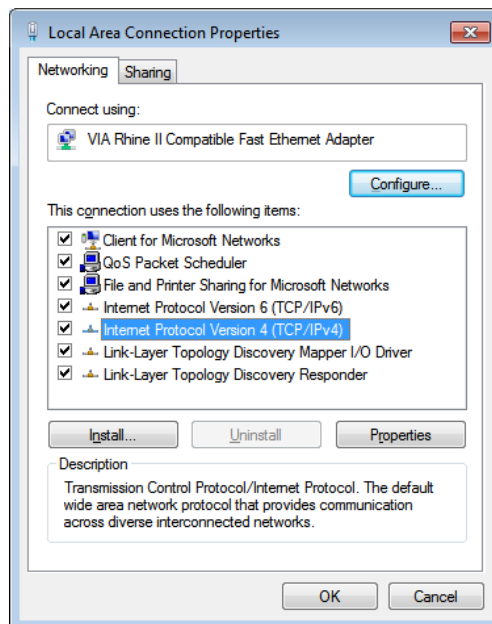 Local Area Connection Properties
Networking Sharing
Connect using:
VIA Rhine II Compatible Fast Ethernet Adapter
Configure...
This connection uses the following items:
Client for Microsoft Networks
QoS Packet Scheduler
File and Printer Sharing for Microsoft Networks
Internet Protocol Version 6 (TCP/IPv6)
Internet Protocol Version 4 (TCP/IPv4)
Link-Layer Topology Discovery Mapper I/O Driver
Link-Layer Topology Discovery Responder
Install... Uninstall Properties
Description
Transmission Control Protocol/Internet Protocol. The default
wide area network protocol that provides communication
across diverse interconnected networks.
OK Cancel